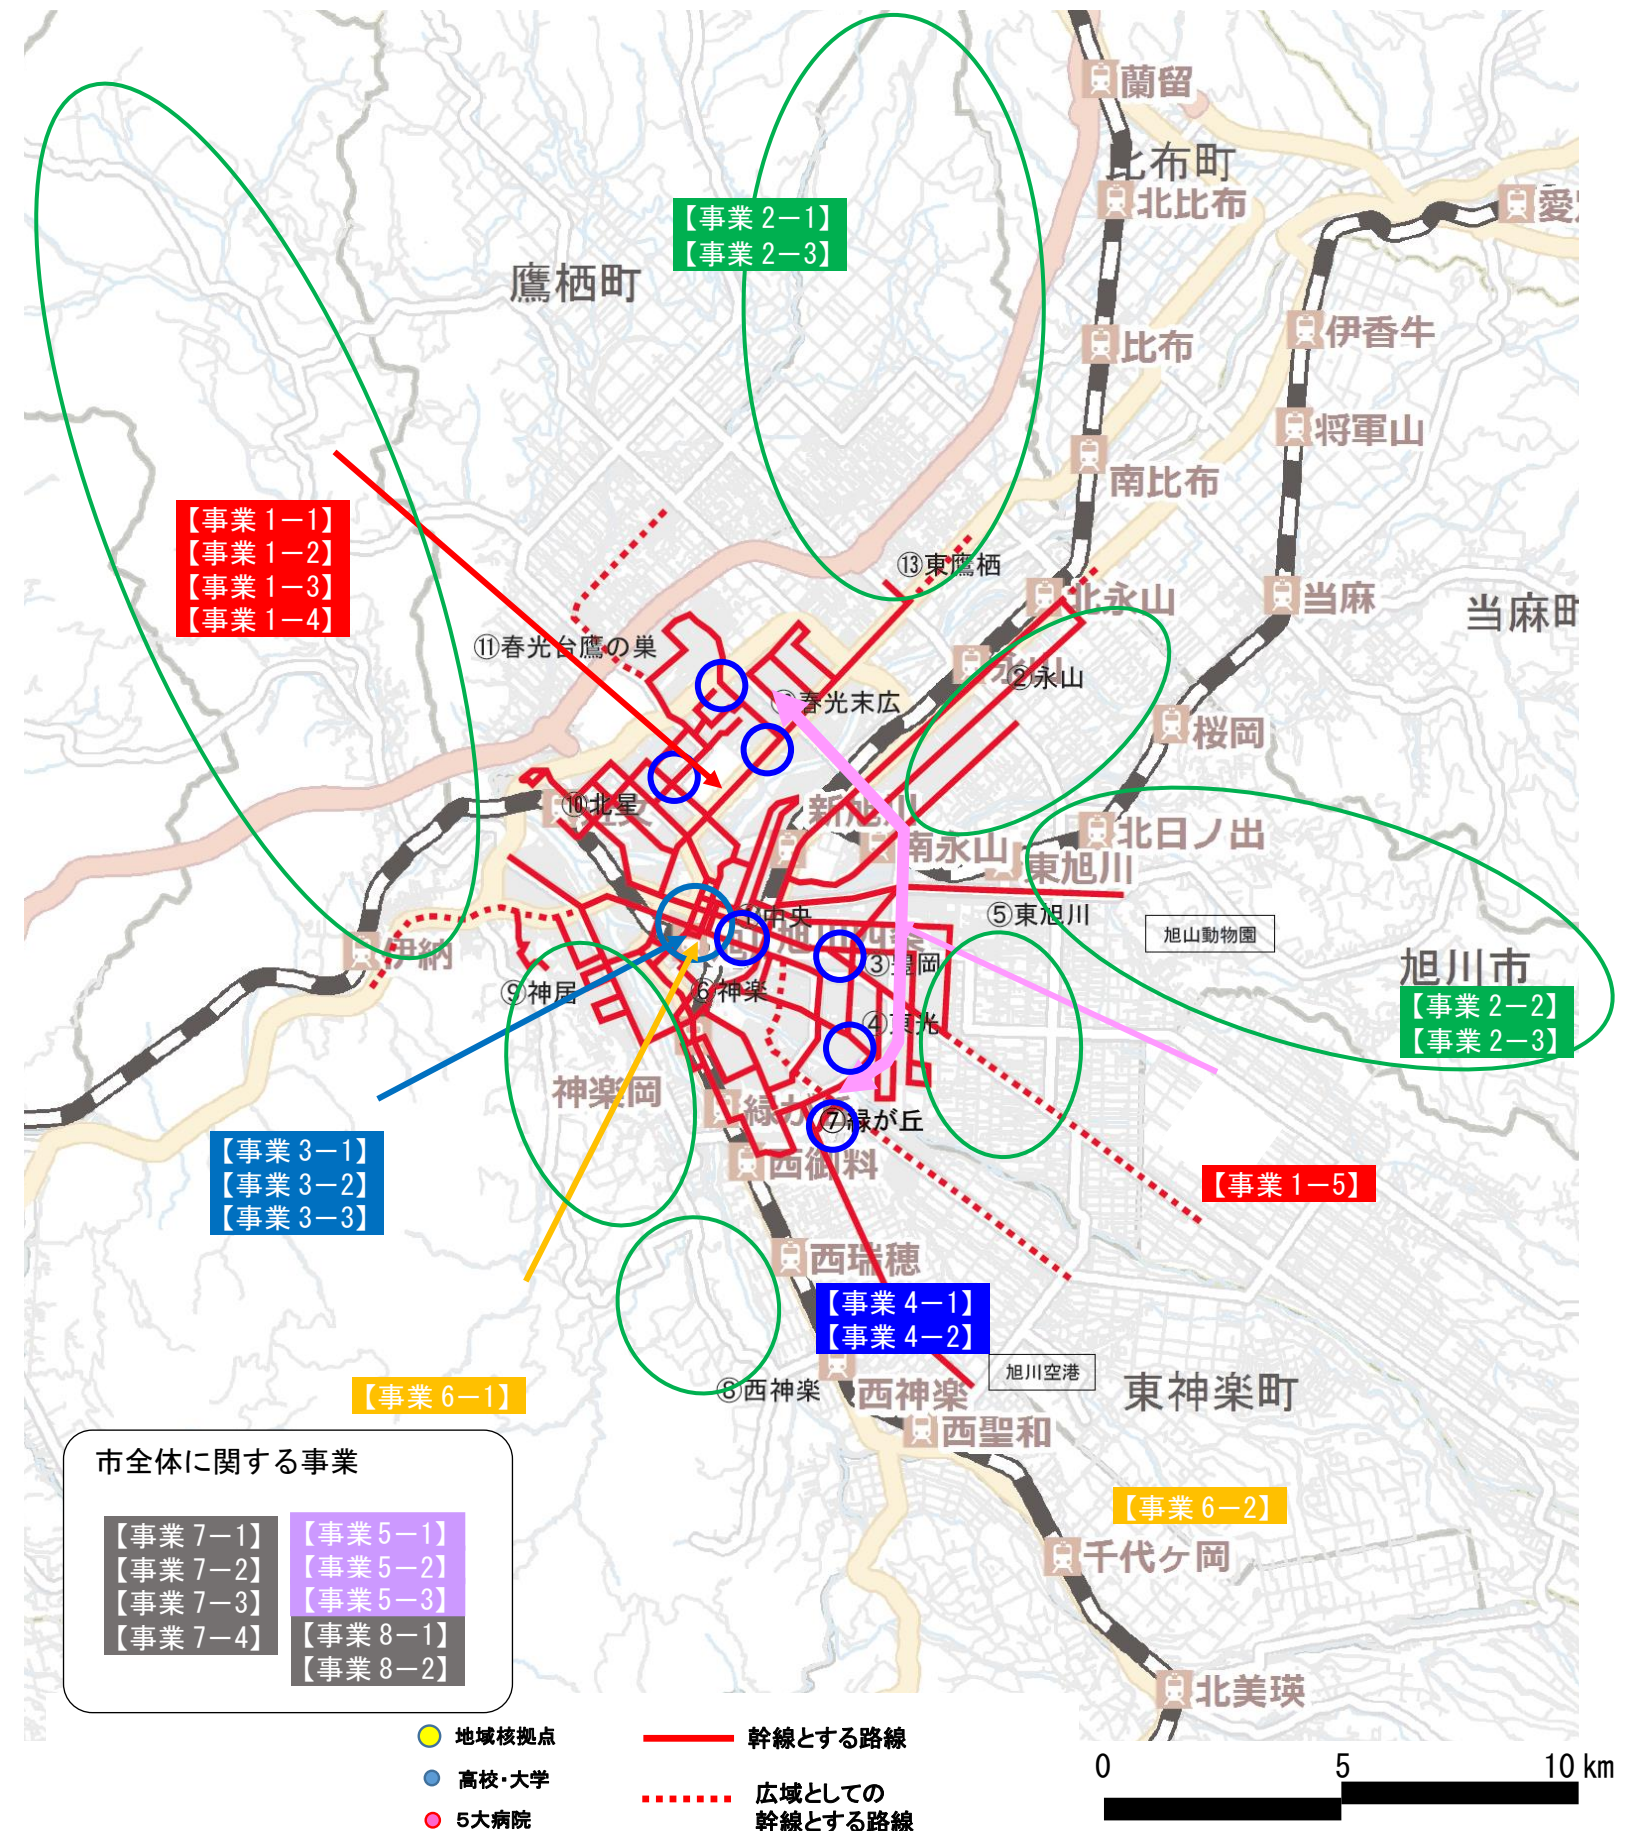 蘭留
比布町
北比布
【事業2－1】
【事業2－3】
鷹栖町
比布
伊香牛
将軍山
南比布
【事業1－1】
【事業1－2】
【事業1－3】
【事業1－4】
⑬東鷹栖
北永山
当麻
当麻町
⑪春光台鷹の巣
永山
②永山
春光末広
桜岡
⑩北星
新旭川
南永山
北日ノ出
東旭川
①中央
⑤東旭川
旭山動物園
伊納
③豊岡
旭川市
⑨神居
⑥神楽
【事業2－2】
【事業2－3】
④東光
神楽岡
緑が丘
⑦緑が丘
【事業3－1】
【事業3－2】
【事業3－3】
西御料
【事業1－5】
西瑞穂
【事業4－1】
【事業4－2】
旭川空港
【事業6－1】
⑧西神楽
西神楽
東神楽町
西聖和
市全体に関する事業
【事業6－2】
【事業7－1】
【事業7－2】
【事業7－3】
【事業7－4】
【事業5－1】
【事業5－2】
【事業5－3】
【事業8－1】
【事業8－2】
千代ヶ岡
北美瑛
地域核拠点
高校・大学
5大病院
幹線とする路線
広域としての
幹線とする路線
0 5 10 km